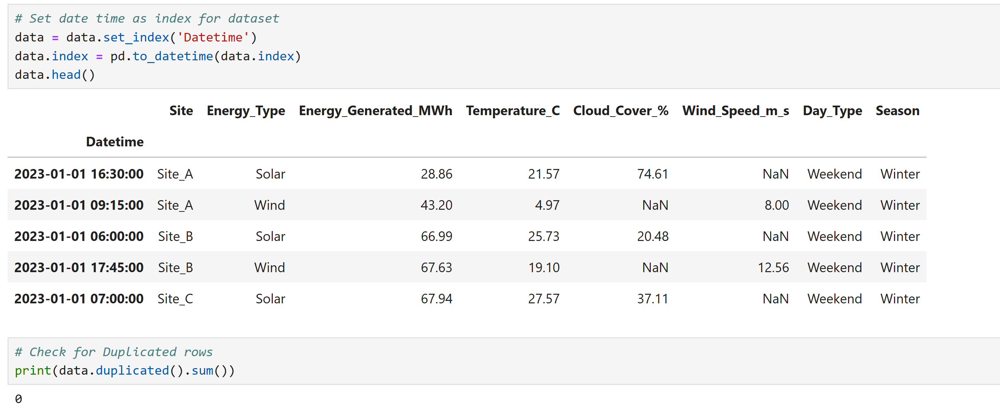 # Set date time as index for dataset
data = data.set_index('Datetime')
data.index = pd.to_datetime(data.index)
data.head()
Site Energy_Type Energy_Generated_MWh Temperature_C Cloud_Cover_% Wind_Speed_m_s Day_Type Season
Datetime
2023-01-01 16:30:00 Site_A Solar 28.86 21.57 74.61 NaN Weekend Winter
2023-01-01 09:15:00 Site_A Wind 43.20 4.97 NaN 8.00 Weekend Winter
2023-01-01 06:00:00 Site_B Solar 66.99 25.73 20.48 NaN Weekend Winter
2023-01-01 17:45:00 Site_B Wind 67.63 19.10 NaN 12.56 Weekend Winter
2023-01-01 07:00:00 Site_C Solar 67.94 27.57 37.11 NaN Weekend Winter
# Check for Duplicated rows
print(data.duplicated().sum())
0